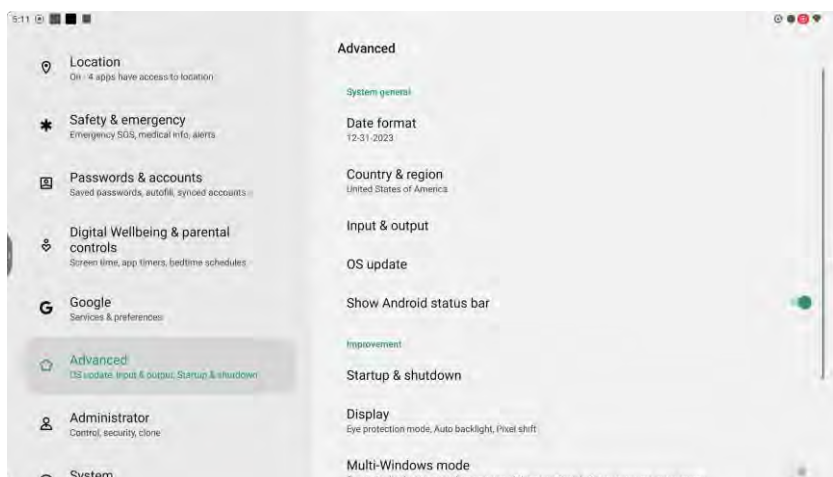 5:11
Location
On - 4 apps have access to location
Safety & emergency
Emergency SOS, medical info, alerts
Passwords & accounts
Saved passwords, autofill, synced accounts
Digital Wellbeing & parental
controls
Screen time, app timers, bedtime schedules
Google
Services & preferences
Advanced
OS update, Input & output, Startup & shutdown
Administrator
Control, security, clone
System
Advanced
System general
Date format
12-31-2023
Country & region
United States of America
Input & output
OS update
Show Android status bar
Improvement
Startup & shutdown
Display
Eye protection mode, Auto backlight, Pixel shift
Multi-Windows mode